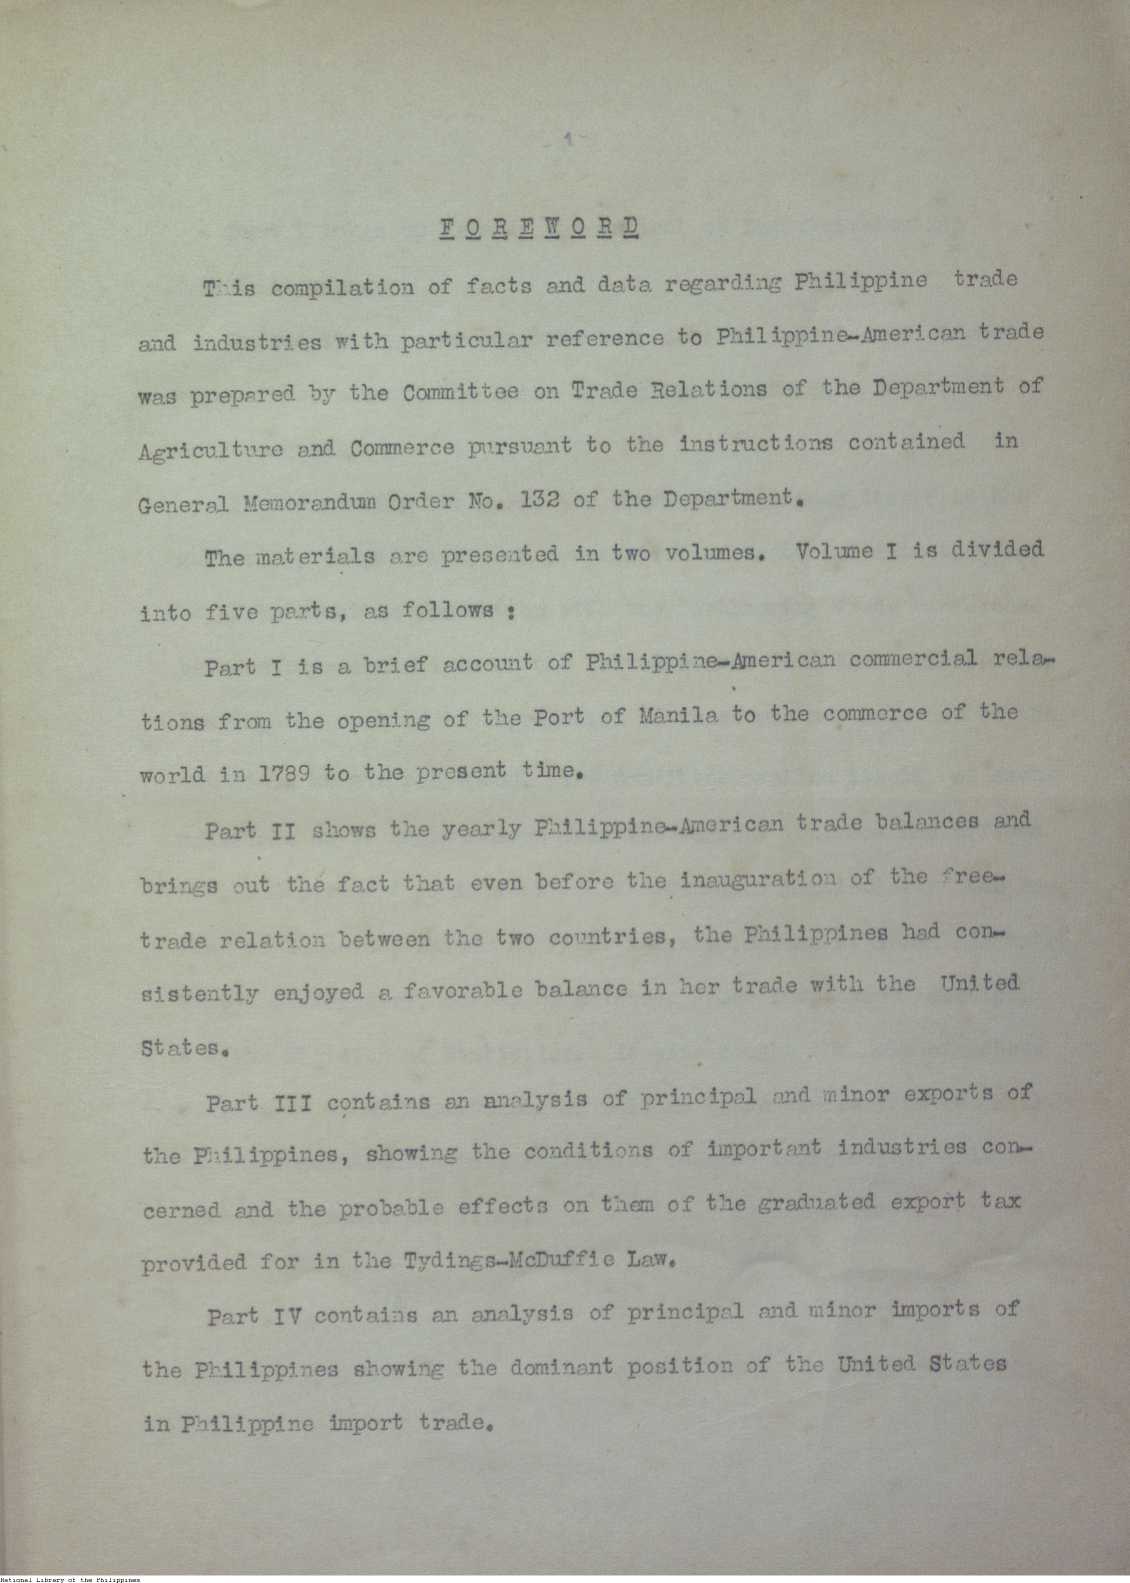 - 1 -
F O R E W O R D
This compilation of facts and data regarding Philippine trade
and industries with particular reference to Philippine-American trade
was prepared by the Committee on Trade Relations of the Department of
Agriculture and Commerce pursuant to the instructions contained in
General Memorandum Order No. 132 of the Department.
The materials are presented in two volumes. Volume I is divided
into five parts, as follows :
Part I is a brief account of Philippine-American commercial rela-
tions from the opening of the Port of Manila to the commerce of the
world in 1789 to the present time.
Part II shows the yearly Philippine-American trade balances and
brings out the fact that even before the inauguration of the free-
trade relation between the two countries, the Philippines had con-
sistently enjoyed a favorable balance in her trade with the United
States.
Part III contains an analysis of principal and minor exports of
the Philippines, showing the conditions of important industries con-
cerned and the probable effects on them of the graduated export tax
provided for in the Tydings-McDuffie Law.
Part IV contains an analysis of principal and minor imports of
the Philippines showing the dominant position of the United States
in Philippine import trade.
National Library of the Philippines